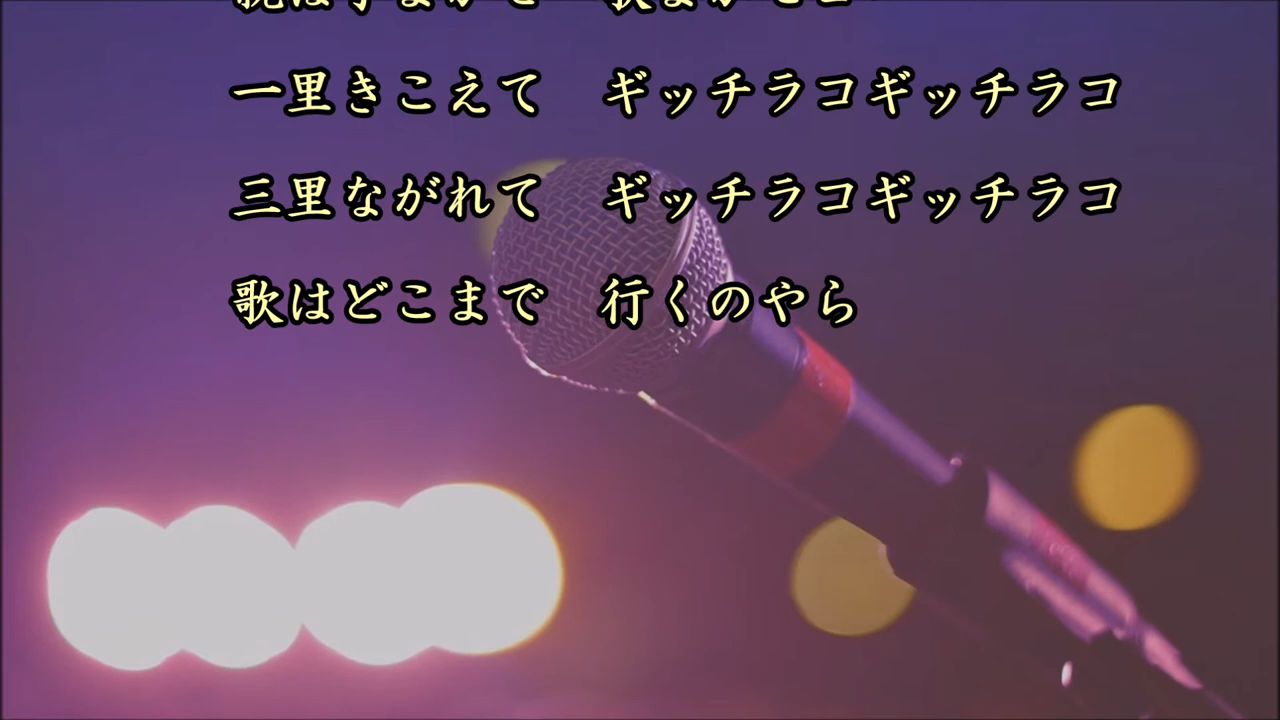 一里きこえて　ギッチラコギッチラコ
三里ながれて　ギッチラコギッチラコ
歌はどこまで　行くのやら